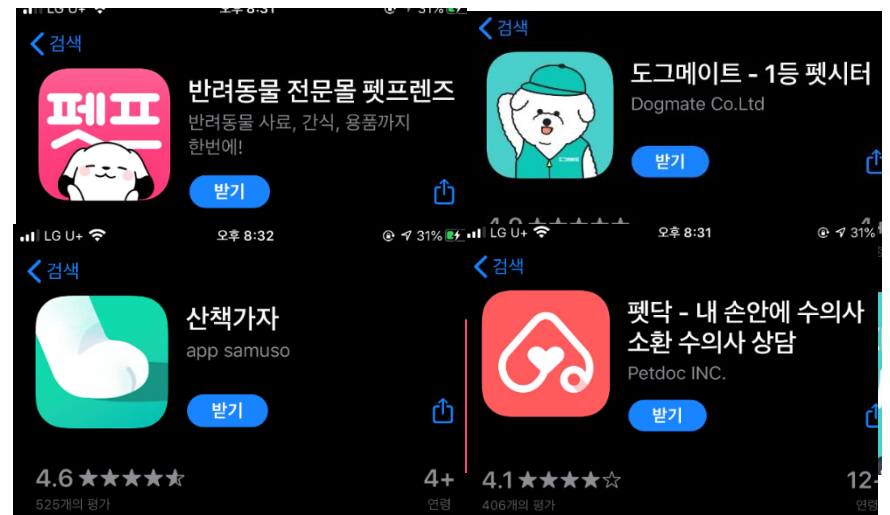 LG U+ 오후 8:31 31%
검색
펫프
반려동물 전문몰 펫프렌즈
반려동물 사료, 간식, 용품까지
한번에!
받기
검색
도그메이트 - 1등 펫시터
Dogmate Co.Ltd
받기
LG U+ 오후 8:32 31%
검색
산책가자
app samuso
받기
4.6 ★★★★
4+
525개의 평가
연령
LG U+ 오후 8:31 31%
검색
펫닥 - 내 손안에 수의사
소환 수의사 상담
Petdoc INC.
받기
4.1 ★★★★☆
12+
406개의 평가
연령